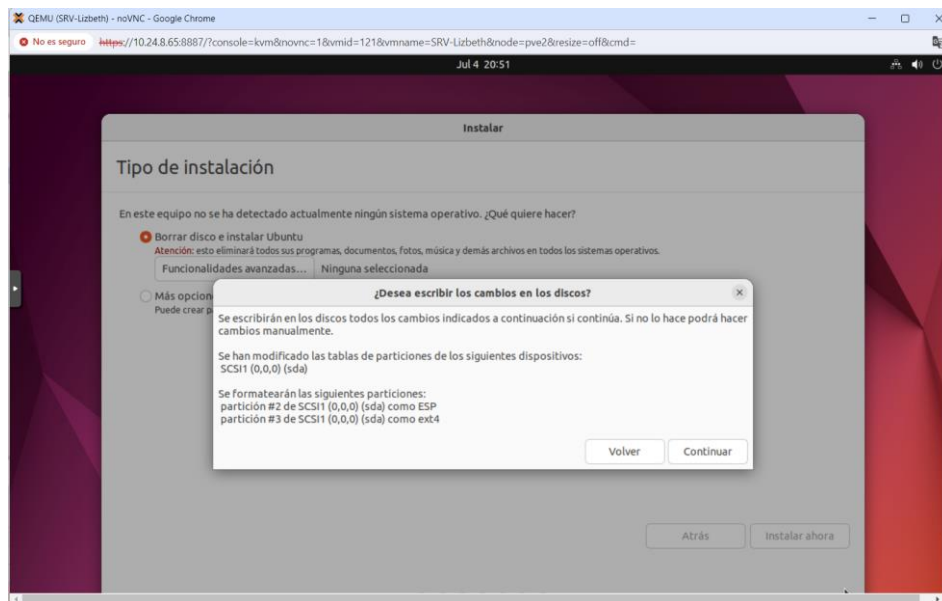 QEMU (SRV-Lizbeth) - noVNC - Google Chrome
No es seguro https://10.24.8.65:8887/?console=kvm&novnc=1&vmid=121&vmname=SRV-Lizbeth&node=pve2&resize=off&cmd=
Jul 4 20:51
Instalar
Tipo de instalación
En este equipo no se ha detectado actualmente ningún sistema operativo. ¿Qué quiere hacer?
Borrar disco e instalar Ubuntu
Atención: esto eliminará todos sus programas, documentos, fotos, música y demás archivos en todos los sistemas operativos.
Funcionalidades avanzadas... Ninguna seleccionada
Más opcion
Puede crear p
¿Desea escribir los cambios en los discos?
Se escribirán en los discos todos los cambios indicados a continuación si continúa. Si no lo hace podrá hacer
cambios manualmente.
Se han modificado las tablas de particiones de los siguientes dispositivos:
SCSI1 (0,0,0) (sda)
Se formatearán las siguientes particiones:
partición #2 de SCSI1 (0,0,0) (sda) como ESP
partición #3 de SCSI1 (0,0,0) (sda) como ext4
Volver Continuar
Atrás Instalar ahora